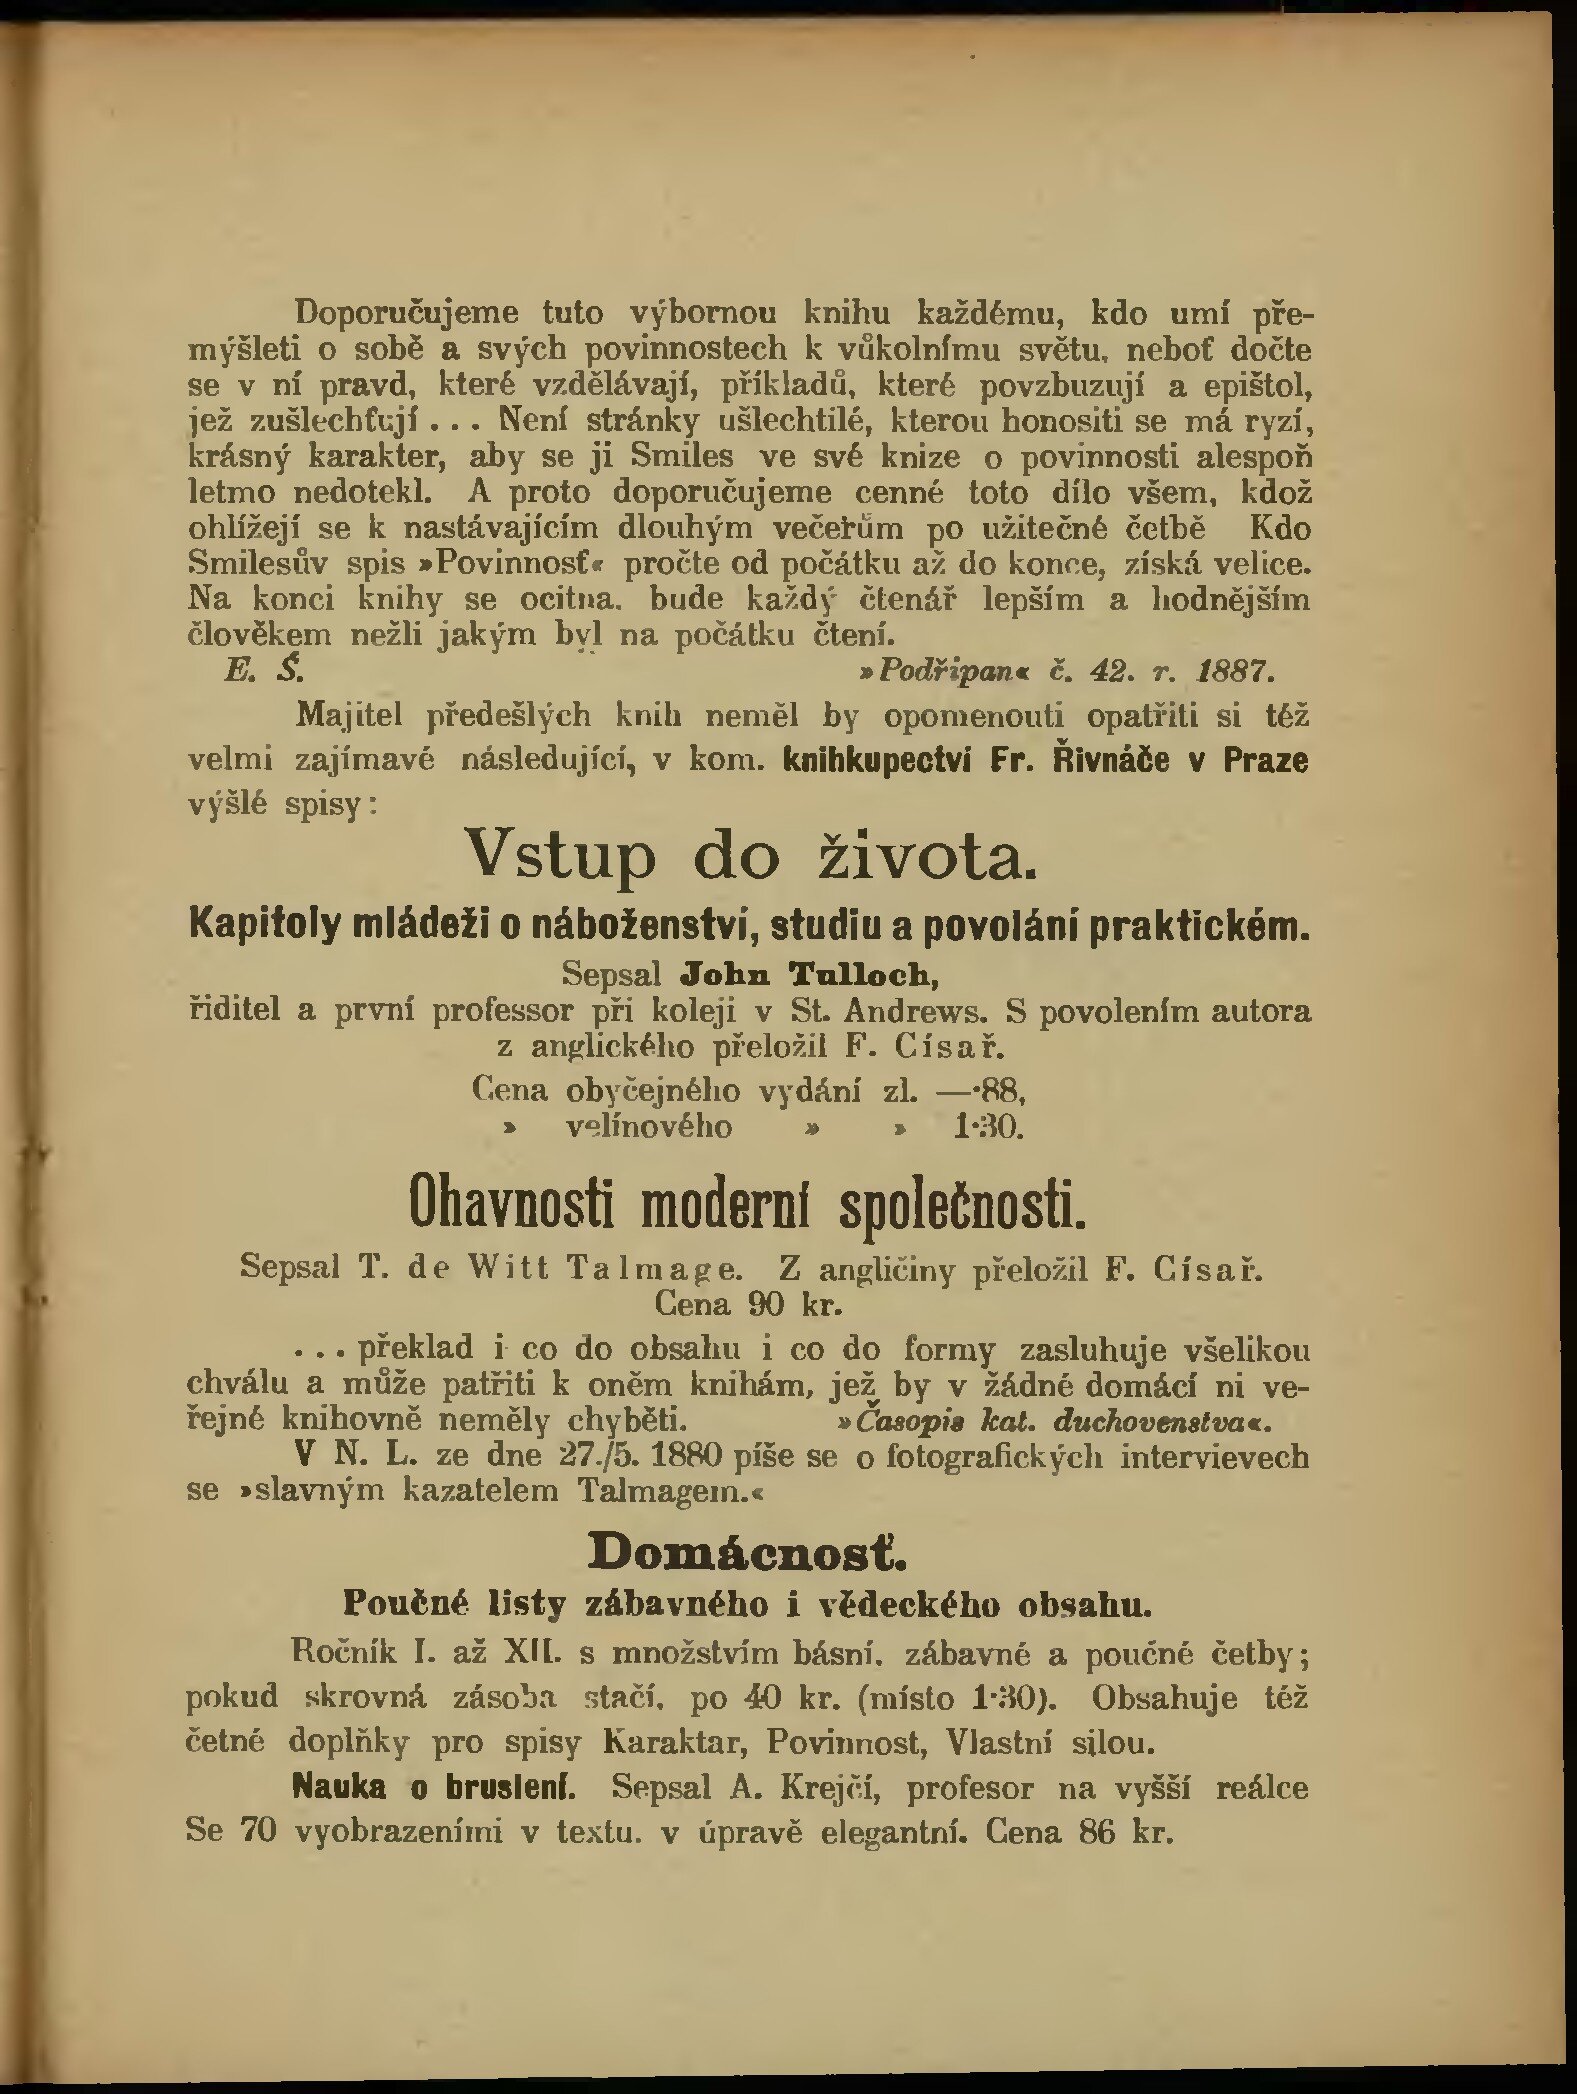 Doporučujeme tuto výbornou knihu každému, kdo umí pře-
mýšleti o sobě a svých povinnostech k vůkolnímu světu, neboť dočte
se v ní pravd, které vzdělávají, příkladů, které povzbuzují a epištol,
jež zušlechťují . . . Není stránky ušlechtilé, kterou honositi se má ryzí,
krásný karakter, aby se ji Smiles ve své knize o povinnosti alespoň
letmo nedotekl. A proto doporučujeme cenné toto dílo všem, kdož
ohlížejí se k nastávajícím dlouhým večerům po užitečné četbě Kdo
Smilesův spis »Povinnosť« pročte od počátku až do konce, získá velice.
Na konci knihy se ocitna. bude každý čtenář lepším a hodnějším
člověkem nežli jakým byl na počátku čtení.
E. Š. »Podřipan« č. 42. r. 1887.
Majitel předešlých knih neměl by opomenouti opatřiti si též
velmi zajímavé následující, v kom. knihkupectví Fr. Řivnáče v Praze
výšlé spisy:
Vstup do života.
Kapitoly mládeži o náboženství, studiu a povolání praktickém.
Sepsal John Tulloch,
řiditel a první professor při koleji v St. Andrews. S povolením autora
z anglického přeložil F. Císař.
Cena obyčejného vydání zl. —·88,
» velínového » » 1·30.
Ohavnosti moderní společnosti.
Sepsal T. de Witt Talmage. Z angličiny přeložil F. Císař.
Cena 90 kr.
. . . překlad i co do obsahu i co do formy zasluhuje všelikou
chválu a může patřiti k oněm knihám, jež by v žádné domácí ni ve-
řejné knihovně neměly chyběti. »Časopis kat. duchovenstva«.
V N. L. ze dne 27./5. 1880 píše se o fotografických intervievech
se »slavným kazatelem Talmagem.«
Domácnosť.
Poučné listy zábavného i vědeckého obsahu.
Ročník I. až XII. s množstvím básní, zábavné a poučné četby;
pokud skrovná zásoba stačí, po 40 kr. (místo 1·30). Obsahuje též
četné doplňky pro spisy Karaktar, Povinnost, Vlastní silou.
Nauka o bruslení. Sepsal A. Krejčí, profesor na vyšší reálce
Se 70 vyobrazeními v textu. v úpravě elegantní. Cena 86 kr.